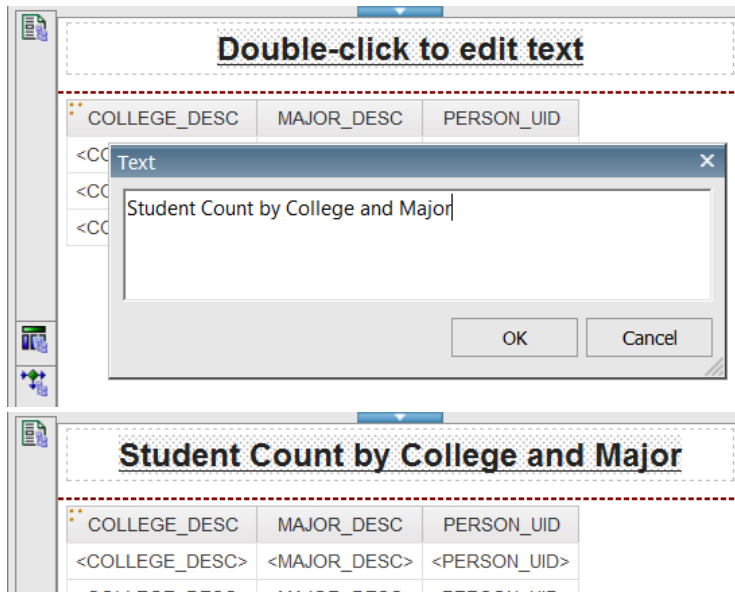 Double-click to edit text
COLLEGE_DESC MAJOR_DESC PERSON_UID
<CO
Text
<CO
Student Count by College and Major
<CO
OK Cancel
Student Count by College and Major
COLLEGE_DESC MAJOR_DESC PERSON_UID
<COLLEGE_DESC> <MAJOR_DESC> <PERSON_UID>